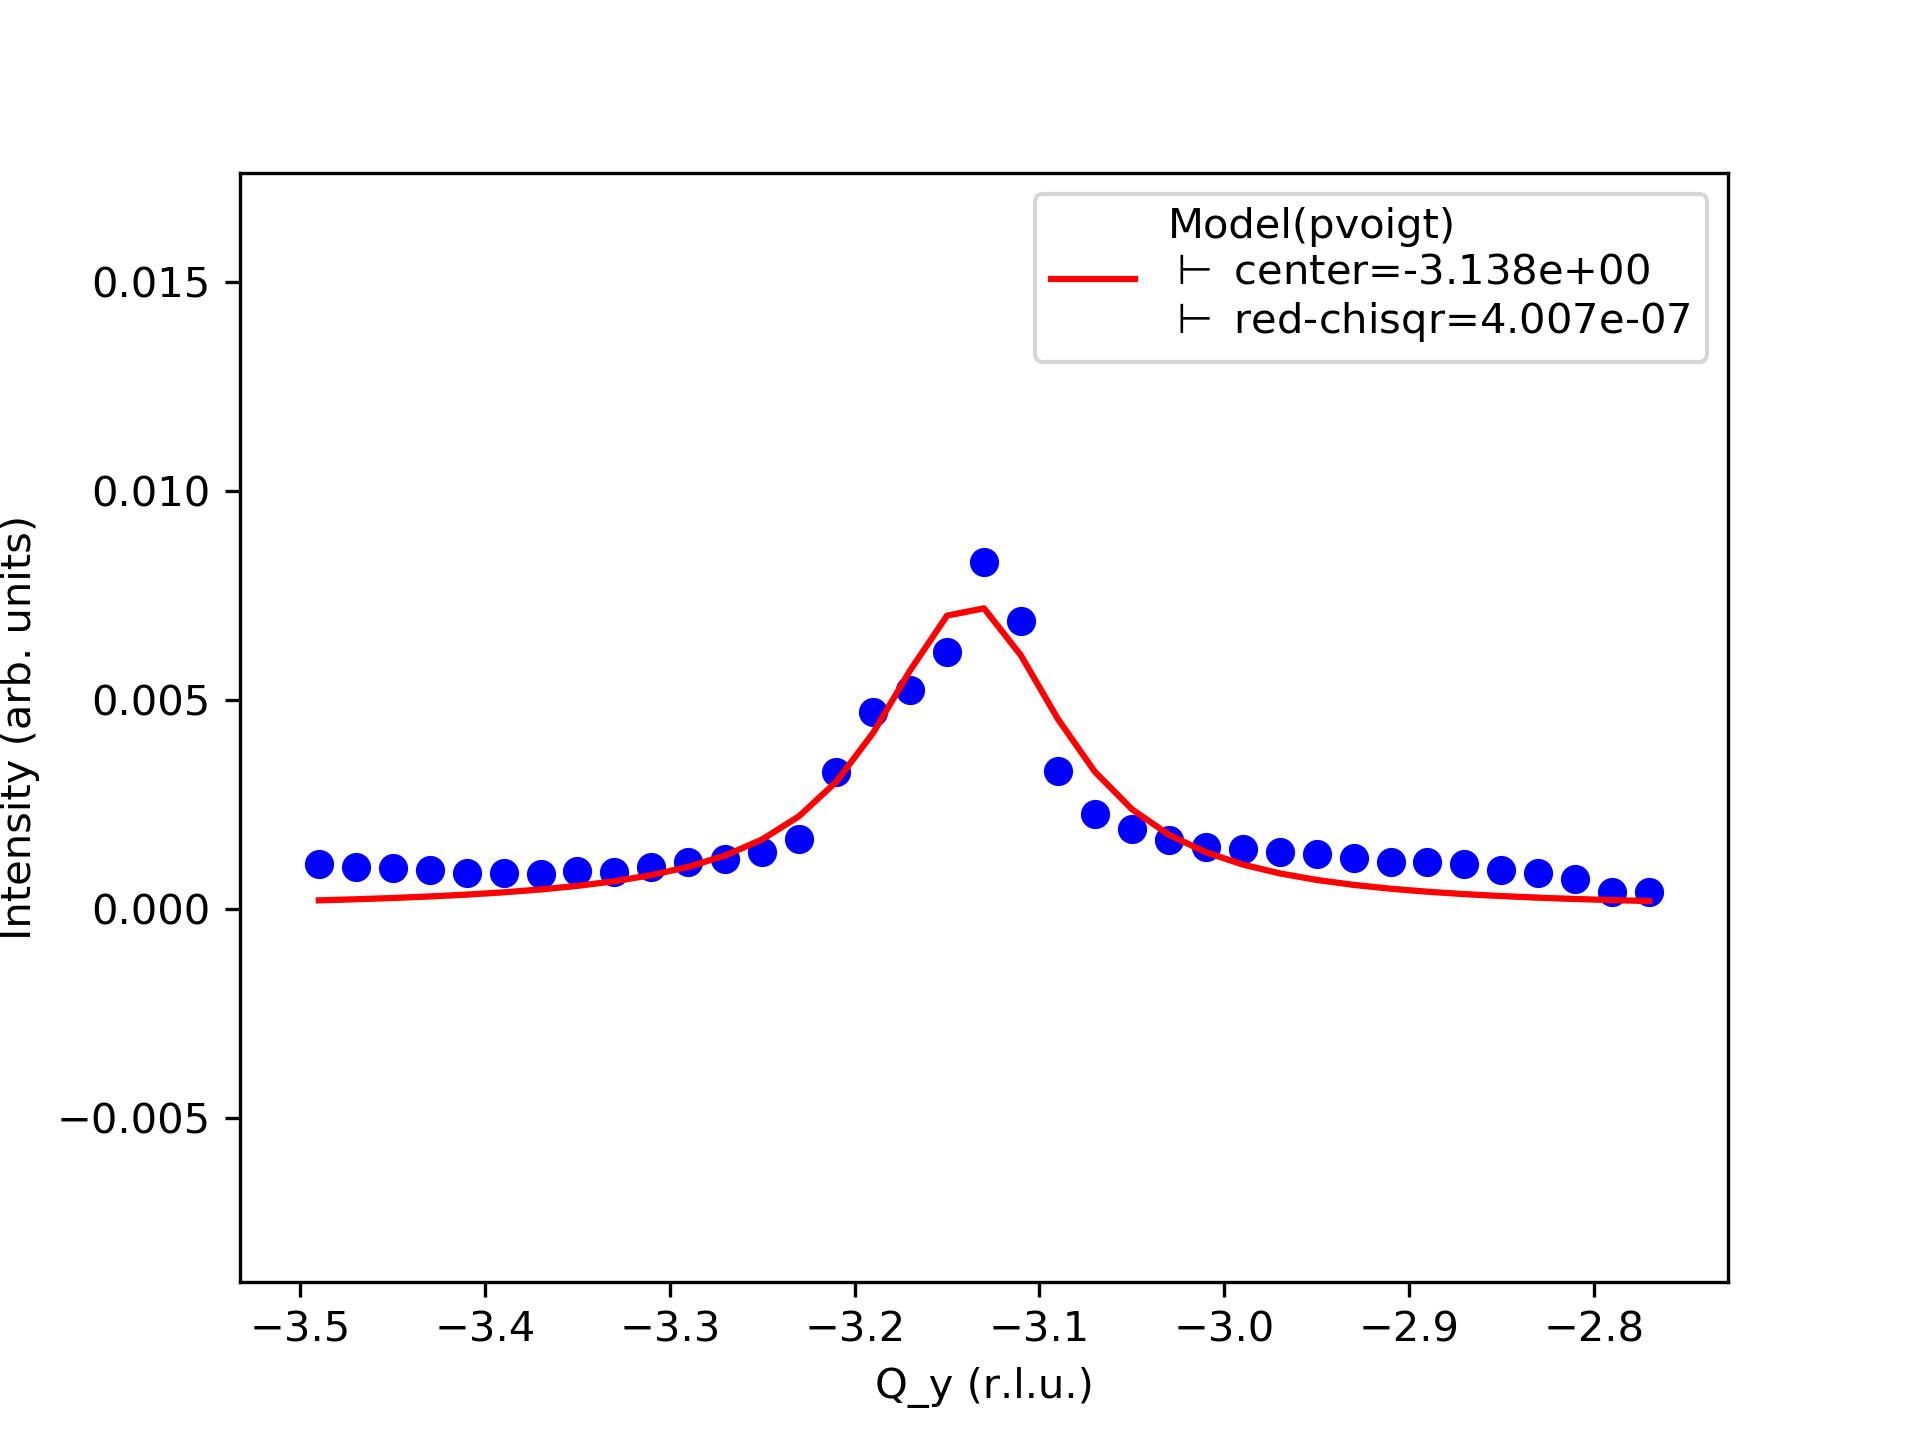 Model(pvoigt)
⊢ center=-3.138e+00
⊢ red-chisqr=4.007e-07
0.015
0.010
0.005
0.000
−0.005
Intensity (arb. units)
−3.5 −3.4 −3.3 −3.2 −3.1 −3.0 −2.9 −2.8
Q_y (r.l.u.)